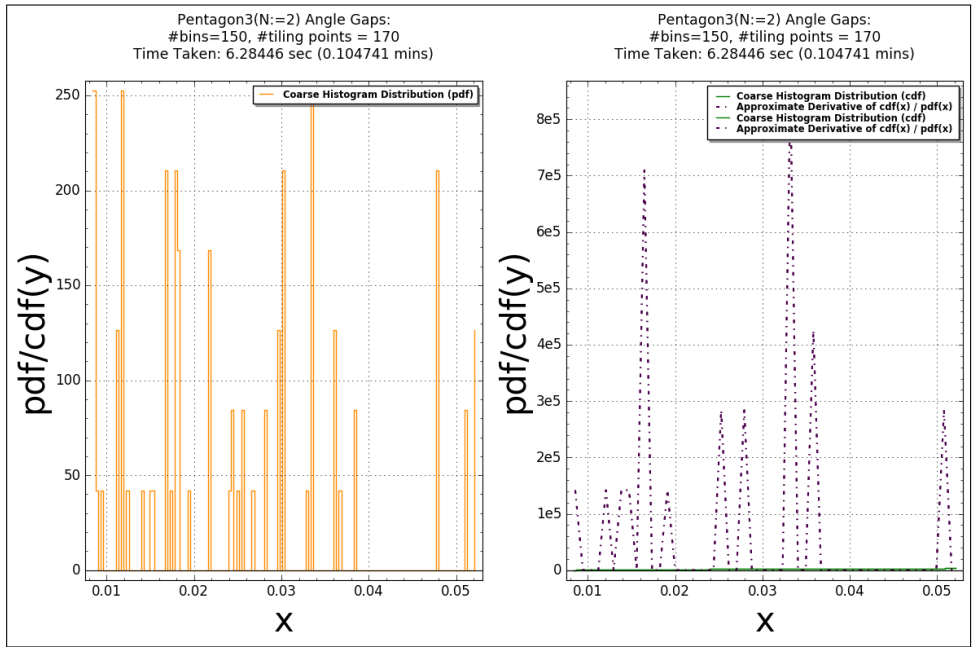 Pentagon3(N:=2) Angle Gaps:
#bins=150, #tiling points = 170
Time Taken: 6.28446 sec (0.104741 mins)
Coarse Histogram Distribution (pdf)
250
200
150
100
50
0
pdf/cdf(y)
0.01 0.02 0.03 0.04 0.05
x
Pentagon3(N:=2) Angle Gaps:
#bins=150, #tiling points = 170
Time Taken: 6.28446 sec (0.104741 mins)
Coarse Histogram Distribution (cdf)
Approximate Derivative of cdf(x) / pdf(x)
Coarse Histogram Distribution (cdf)
Approximate Derivative of cdf(x) / pdf(x)
8e5
7e5
6e5
5e5
4e5
3e5
2e5
1e5
0
pdf/cdf(y)
0.01 0.02 0.03 0.04 0.05
x